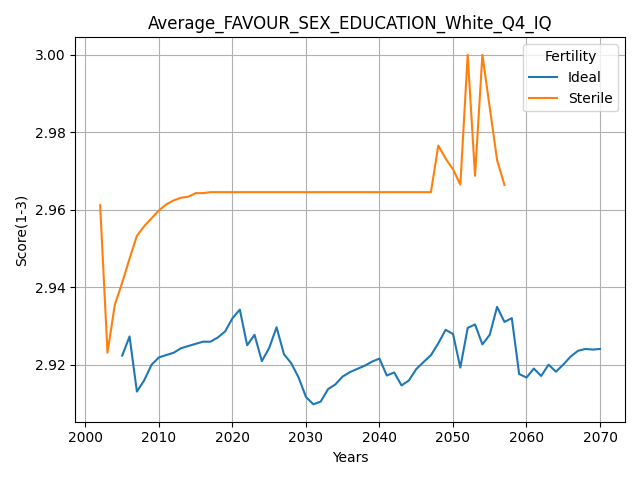 Average_FAVOUR_SEX_EDUCATION_White_Q4_IQ
Fertility
Ideal
Sterile
Score(1-3)
3.00
2.98
2.96
2.94
2.92
2000 2010 2020 2030 2040 2050 2060 2070
Years